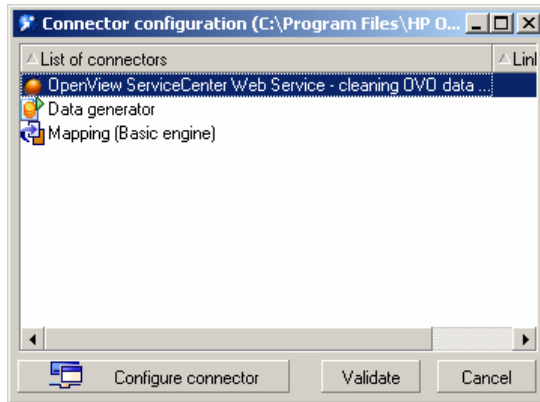 Connector configuration (C:\Program Files\HP O...
List of connectors
Linl
OpenView ServiceCenter Web Service - cleaning OVO data ...
Data generator
Mapping (Basic engine)
Configure connector
Validate
Cancel